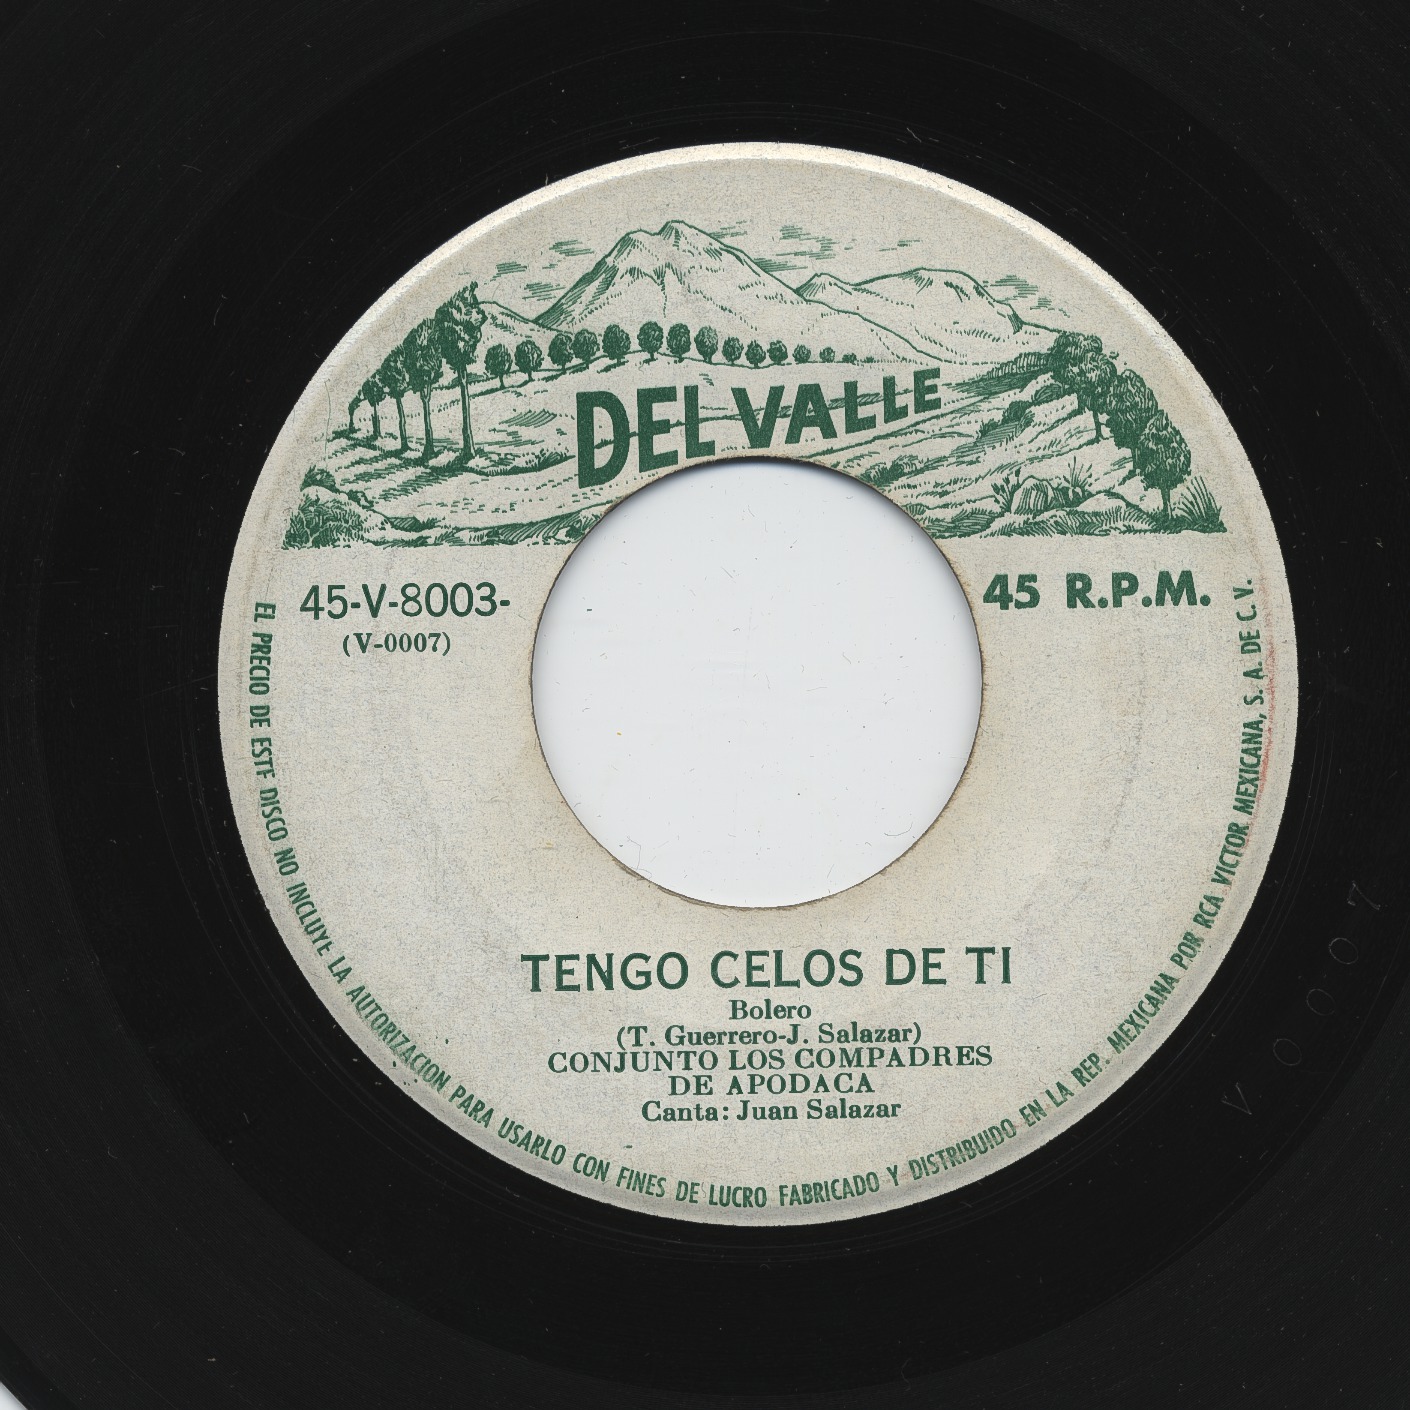 DEL VALLE
45-V-8003-
(V-0007)
45 R.P.M.
TENGO CELOS DE TI
Bolero
(T. Guerrero-J. Salazar)
CONJUNTO LOS COMPADRES
DE APODACA
Canta: Juan Salazar
EL PRECIO DE ESTE DISCO NO INCLUYE LA AUTORIZACION PARA USARLO CON FINES DE LUCRO FABRICADO Y DISTRIBUIDO EN LA REP. MEXICANA POR RCA VICTOR MEXICANA, S. A. DE C. V.
V 0007